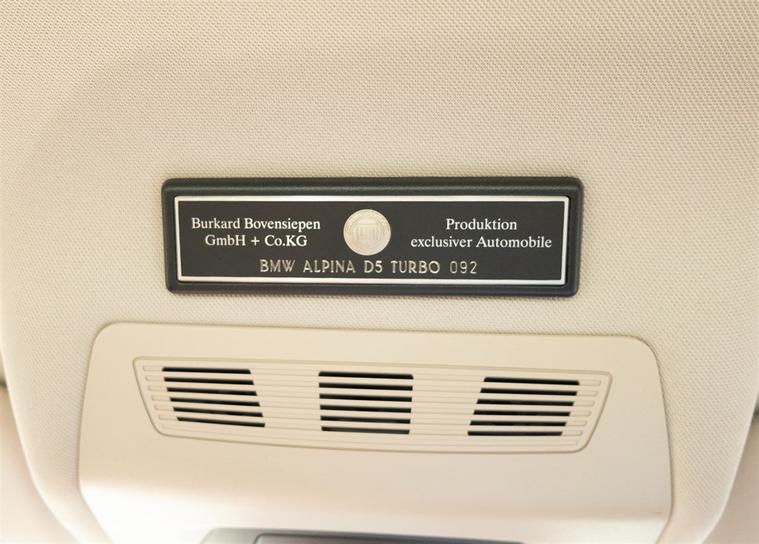 Burkard Bovensiepen
GmbH + Co.KG
Produktion
exclusiver Automobile
BMW ALPINA D5 TURBO 092